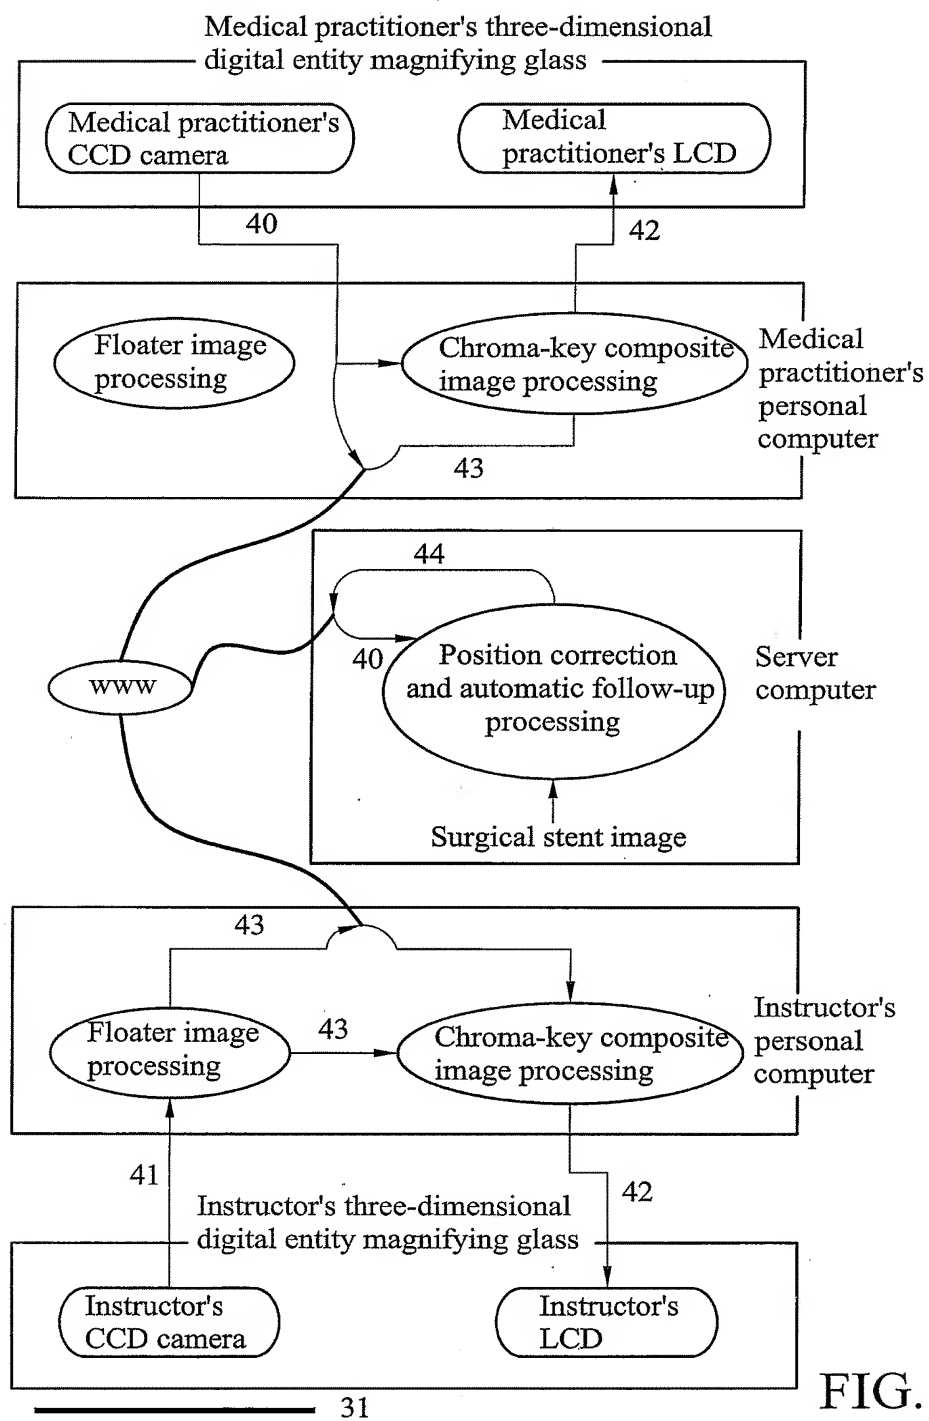 Medical practitioner's three-dimensional
digital entity magnifying glass
Medical practitioner's
CCD camera
Medical
practitioner's LCD
40
42
Floater image
processing
Chroma-key composite
image processing
Medical
practitioner's
personal
computer
43
44
40
Position correction
and automatic follow-up
processing
Server
computer
www
Surgical stent image
43
Floater image
processing
43
Chroma-key composite
image processing
Instructor's
personal
computer
41
42
Instructor's three-dimensional
digital entity magnifying glass
Instructor's
CCD camera
Instructor's
LCD
31
FIG.